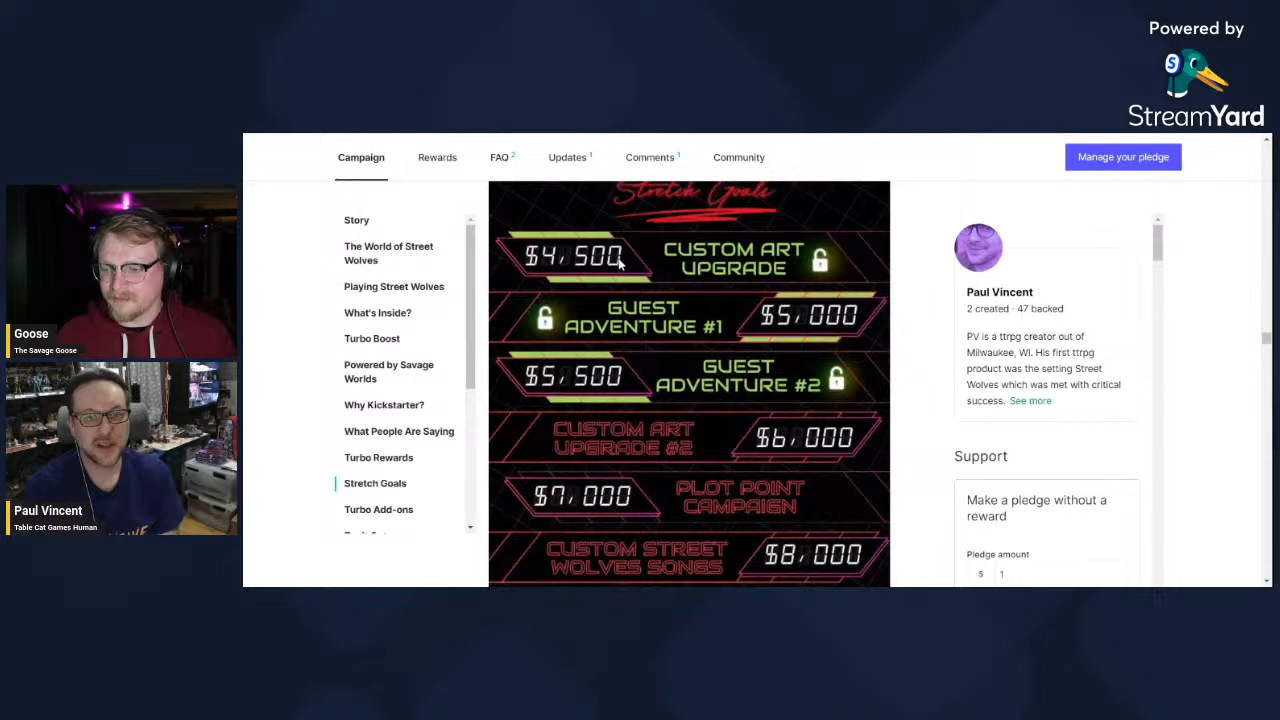 Powered by
StreamYard
Campaign
Rewards
FAQ 2
Updates 1
Comments 1
Community
Manage your pledge
Story
The World of Street
Wolves
Playing Street Wolves
What's Inside?
Turbo Boost
Powered by Savage
Worlds
Why Kickstarter?
What People Are Saying
Turbo Rewards
Stretch Goals
Turbo Add-ons
Stretch Goals
$4,500
CUSTOM ART
UPGRADE
GUEST
ADVENTURE #1
$5,000
$5,500
GUEST
ADVENTURE #2
CUSTOM ART
UPGRADE #2
$6,000
$7,000
PLOT POINT
CAMPAIGN
CUSTOM STREET
WOLVES SONGS
$8,000
Paul Vincent
2 created · 47 backed
PV is a ttrpg creator out of
Milwaukee, WI. His first ttrpg
product was the setting Street
Wolves which was met with critical
success. See more
Support
Make a pledge without a
reward
Pledge amount
$ 1
Goose
The Savage Goose
Paul Vincent
Table Cat Games Human